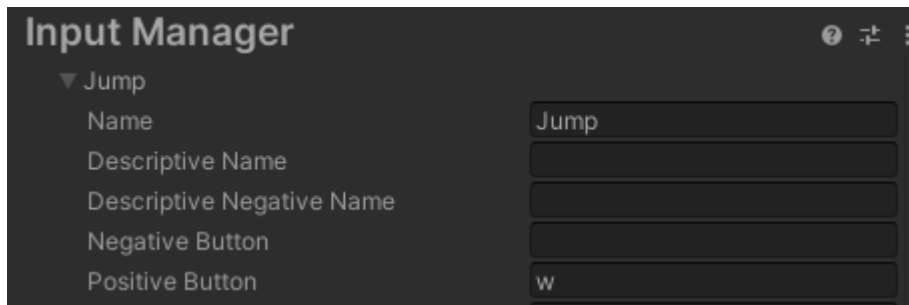 Input Manager
Jump
Name Jump
Descriptive Name
Descriptive Negative Name
Negative Button
Positive Button w